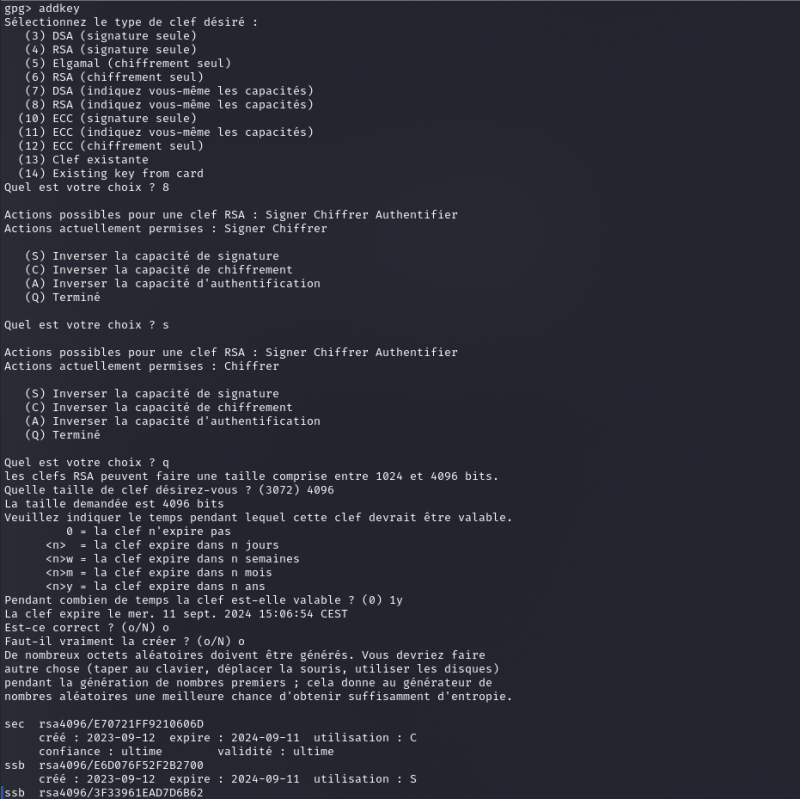 gpg> addkey
Sélectionnez le type de clef désiré :
(3) DSA (signature seule)
(4) RSA (signature seule)
(5) Elgamal (chiffrement seul)
(6) RSA (chiffrement seul)
(7) DSA (indiquez vous-même les capacités)
(8) RSA (indiquez vous-même les capacités)
(10) ECC (signature seule)
(11) ECC (indiquez vous-même les capacités)
(12) ECC (chiffrement seul)
(13) Clef existante
(14) Existing key from card
Quel est votre choix ? 8
Actions possibles pour une clef RSA : Signer Chiffrer Authentifier
Actions actuellement permises : Signer Chiffrer
(S) Inverser la capacité de signature
(C) Inverser la capacité de chiffrement
(A) Inverser la capacité d'authentification
(Q) Terminé
Quel est votre choix ? s
Actions possibles pour une clef RSA : Signer Chiffrer Authentifier
Actions actuellement permises : Chiffrer
(S) Inverser la capacité de signature
(C) Inverser la capacité de chiffrement
(A) Inverser la capacité d'authentification
(Q) Terminé
Quel est votre choix ? q
les clefs RSA peuvent faire une taille comprise entre 1024 et 4096 bits.
Quelle taille de clef désirez-vous ? (3072) 4096
La taille demandée est 4096 bits
Veuillez indiquer le temps pendant lequel cette clef devrait être valable.
0 = la clef n'expire pas
<n> = la clef expire dans n jours
<n>w = la clef expire dans n semaines
<n>m = la clef expire dans n mois
<n>y = la clef expire dans n ans
Pendant combien de temps la clef est-elle valable ? (0) 1y
La clef expire le mer. 11 sept. 2024 15:06:54 CEST
Est-ce correct ? (o/N) o
Faut-il vraiment la créer ? (o/N) o
De nombreux octets aléatoires doivent être générés. Vous devriez faire
autre chose (taper au clavier, déplacer la souris, utiliser les disques)
pendant la génération de nombres premiers ; cela donne au générateur de
nombres aléatoires une meilleure chance d'obtenir suffisamment d'entropie.
sec rsa4096/E70721FF9210606D
créé : 2023-09-12 expire : 2024-09-11 utilisation : C
confiance : ultime validité : ultime
ssb rsa4096/E6D076F52F2B2700
créé : 2023-09-12 expire : 2024-09-11 utilisation : S
ssb rsa4096/3F33961EAD7D6B62